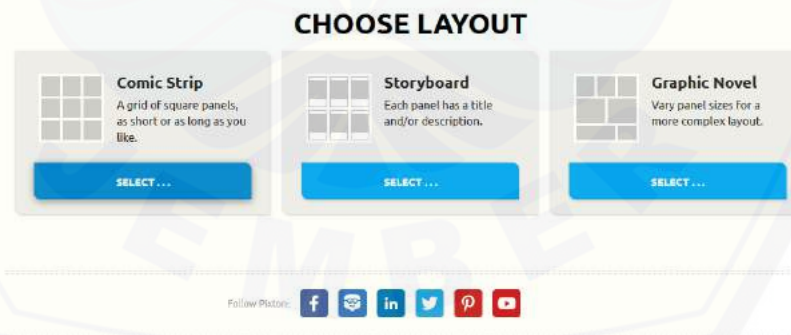 CHOOSE LAYOUT
Comic Strip
A grid of square panels,
as short or as long as you
like.
SELECT...
Storyboard
Each panel has a title
and/or description.
SELECT...
Graphic Novel
Vary panel sizes for a
more complex layout.
SELECT...
EMBER
Follow Pixton: